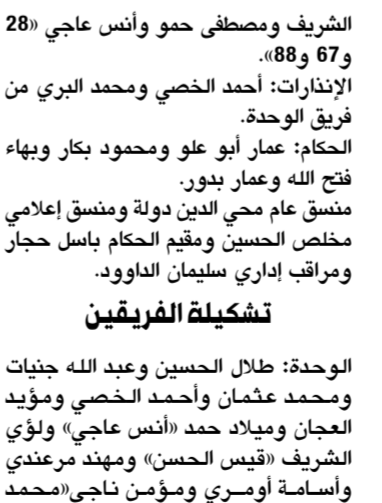 الشريف ومصطفى حمو وأنس عاجي «28
و67 و88».
الإنذارات: أحمد الخصي ومحمد البري من
فريق الوحدة.
الحكام: عمار أبو علو ومحمود بكار وبهاء
فتح الله وعمار بدور.
منسق عام محي الدين دولة ومنسق إعلامي
مخلص الحسين ومقيم الحكام باسل حجار
ومراقب إداري سليمان الداوود.
تشكيلة الفريقين
الوحدة: طلال الحسين وعبد الله جنيات
ومحمد عثمان وأحمد الخصي ومؤيد
العجان وميلاد حمد «أنس عاجي» ولؤي
الشريف «قيس الحسن» ومهند مرعندي
وأسامة أومري ومؤمن ناجي«محمد